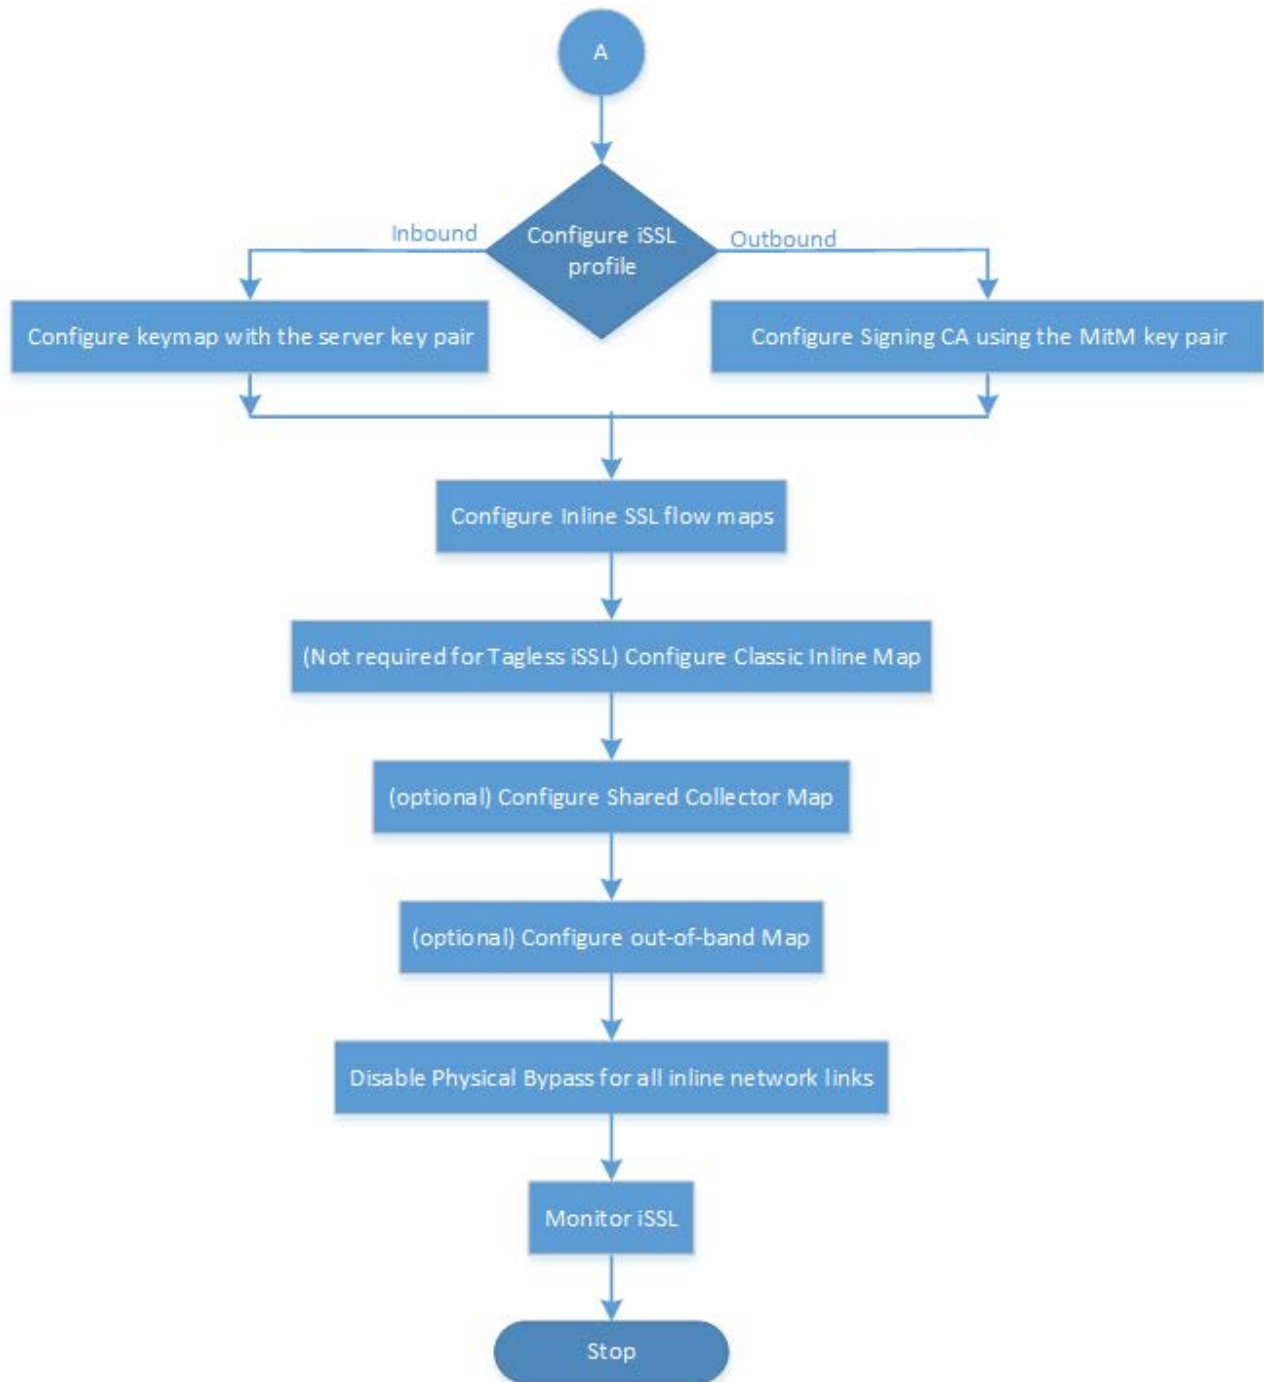 A
Configure iSSL
profile
Inbound
Outbound
Configure keymap with the server key pair
Configure Signing CA using the MitM key pair
Configure Inline SSL flow maps
(Not required for Tagless iSSL) Configure Classic Inline Map
(optional) Configure Shared Collector Map
(optional) Configure out-of-band Map
Disable Physical Bypass for all inline network links
Monitor iSSL
Stop